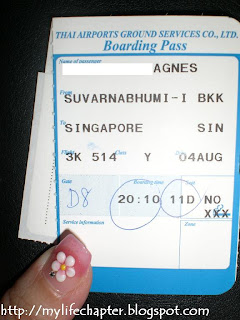 THAI AIRPORTS GROUND SERVICES CO., LTD.
Boarding Pass
Name of passenger
AGNES
From
SUVARNABHUMI-I BKK
To
SINGAPORE SIN
Flight Class Date
3K 514 Y 04AUG
Gate Boarding time Seat
D8 20:10 11D NO
XXX
Service Information
http://mylifechapter.blogspot.com